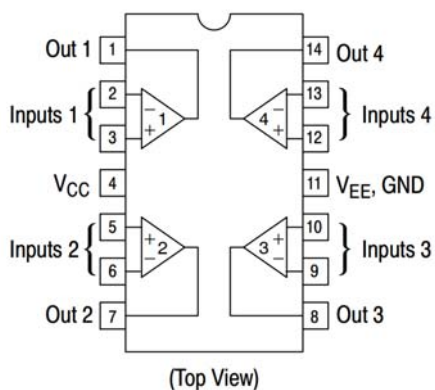 Out 1 1 14 Out 4
2 − − 13
Inputs 1 1 4 Inputs 4
3 + + 12
VCC 4 11 VEE, GND
5 + + 10
Inputs 2 2 3 Inputs 3
6 − − 9
Out 2 7 8 Out 3
(Top View)